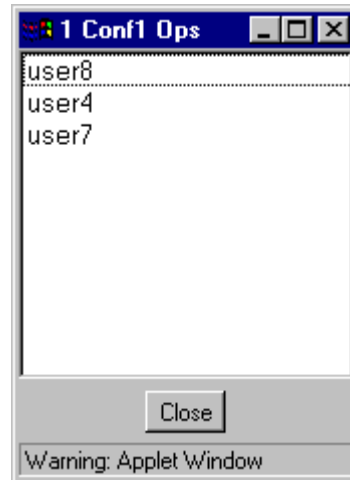 1 Conf1 Ops
user8
user4
user7
Close
Warning: Applet Window